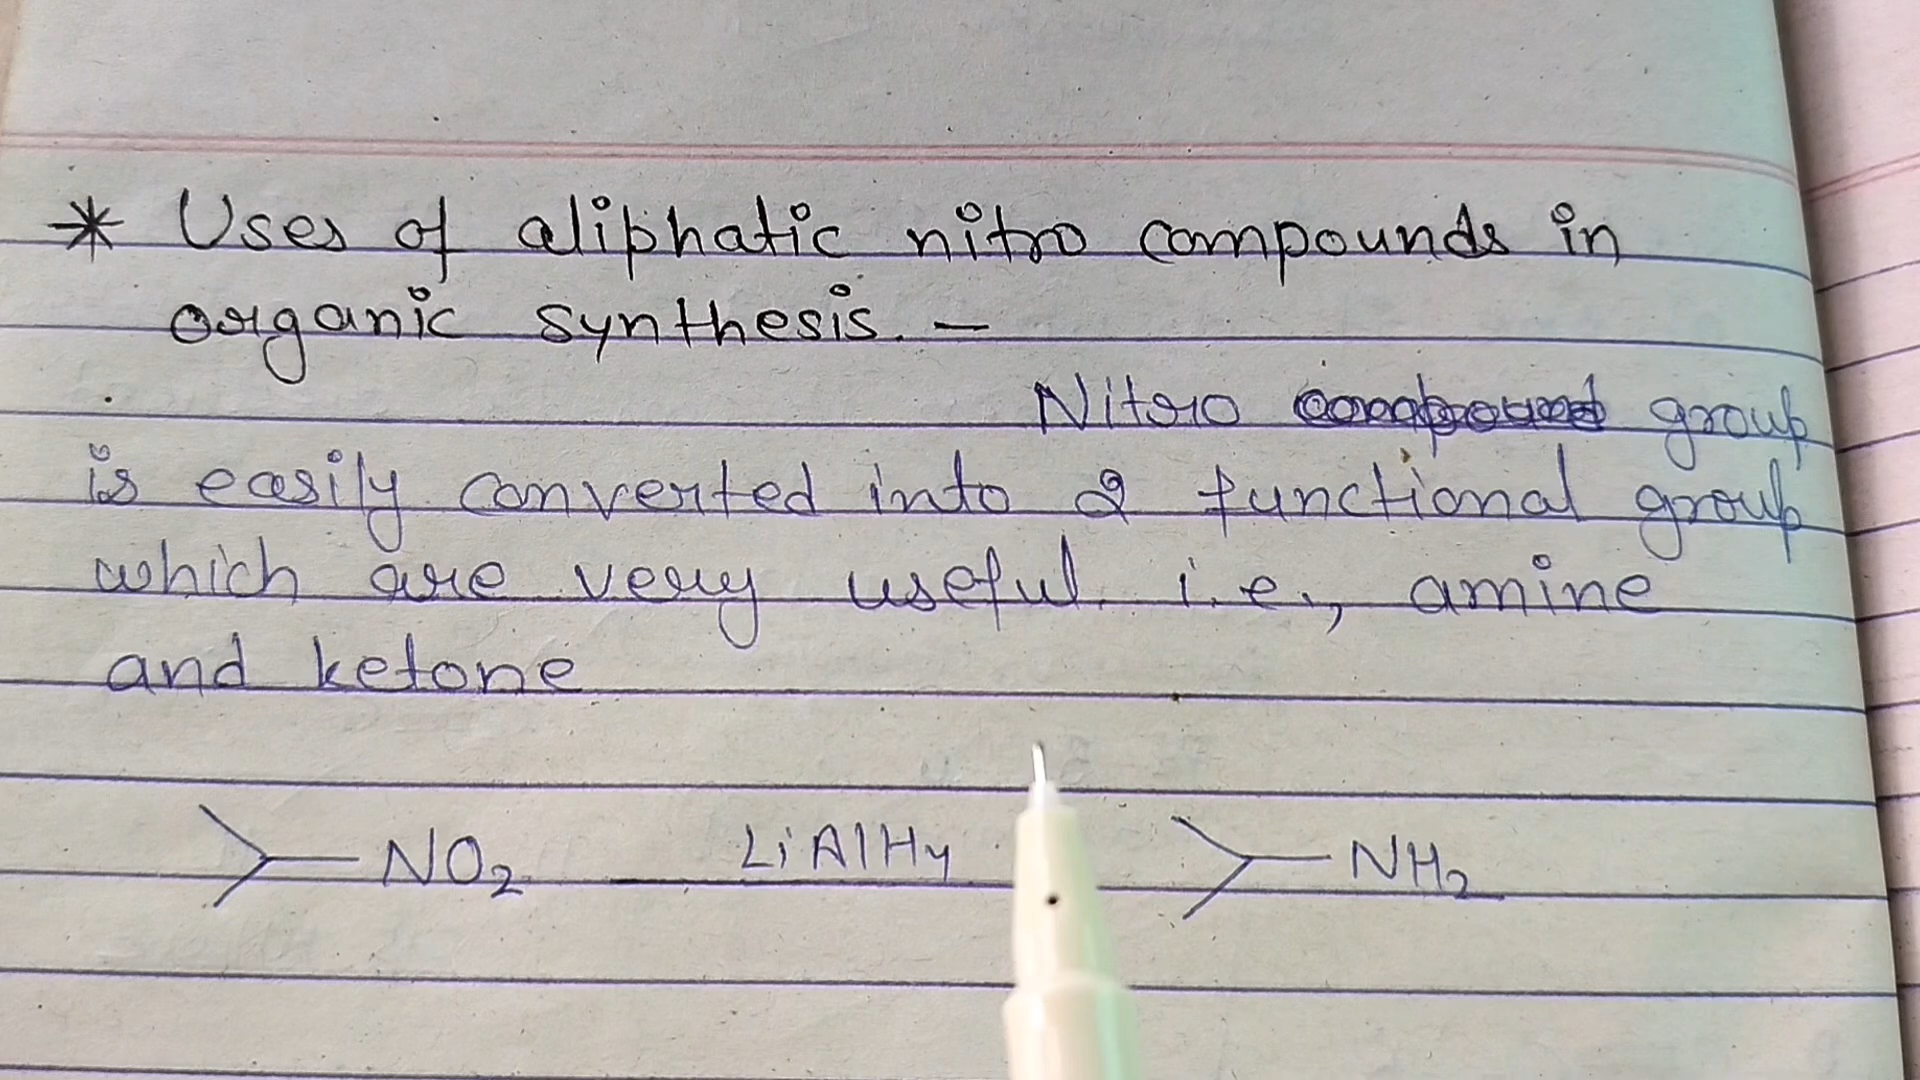 * Uses of aliphatic nitro compounds in
organic synthesis. —
Nitro group
is easily converted into 2 functional group
which are very useful. i.e., amine
and ketone
NO2 LiAlH4 NH2